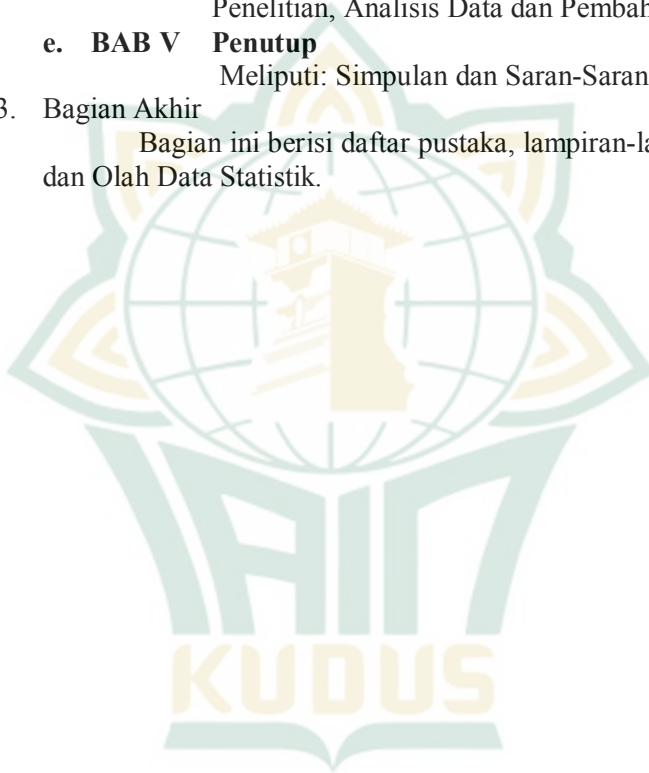 Penelitian, Analisis Data dan Pembah
e. BAB V Penutup
Meliputi: Simpulan dan Saran-Saran
3. Bagian Akhir
Bagian ini berisi daftar pustaka, lampiran-la
dan Olah Data Statistik.
IAIN
KUDUS